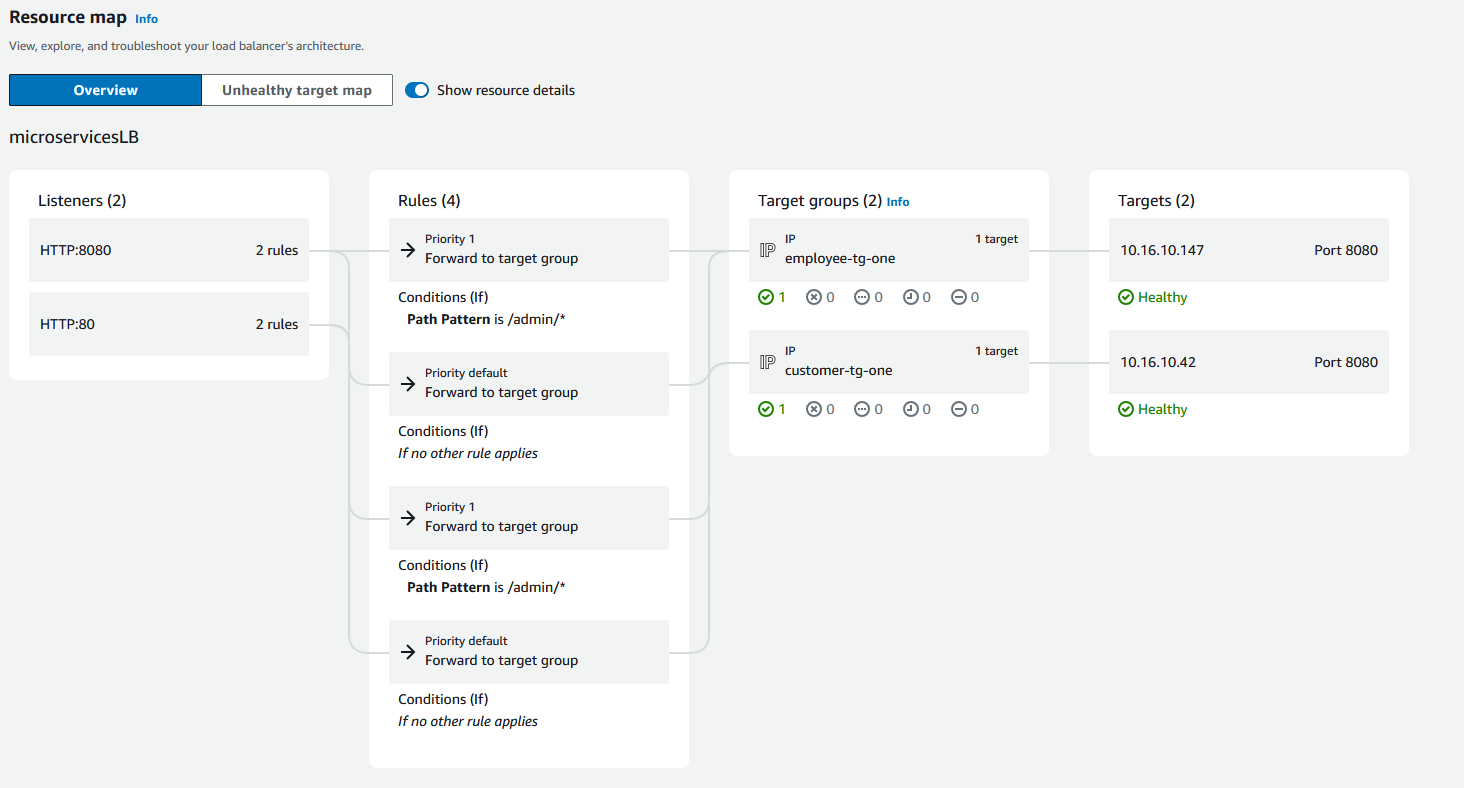 Resource map Info
View, explore, and troubleshoot your load balancer's architecture.
Overview
Unhealthy target map
Show resource details
microservicesLB
Listeners (2)
HTTP:8080 2 rules
HTTP:80 2 rules
Rules (4)
Priority 1
Forward to target group
Conditions (If)
Path Pattern is /admin/*
Priority default
Forward to target group
Conditions (If)
If no other rule applies
Priority 1
Forward to target group
Conditions (If)
Path Pattern is /admin/*
Priority default
Forward to target group
Conditions (If)
If no other rule applies
Target groups (2) Info
IP IP 1 target
employee-tg-one
1 0 0 0 0
IP IP 1 target
customer-tg-one
1 0 0 0 0
Targets (2)
10.16.10.147 Port 8080
Healthy
10.16.10.42 Port 8080
Healthy